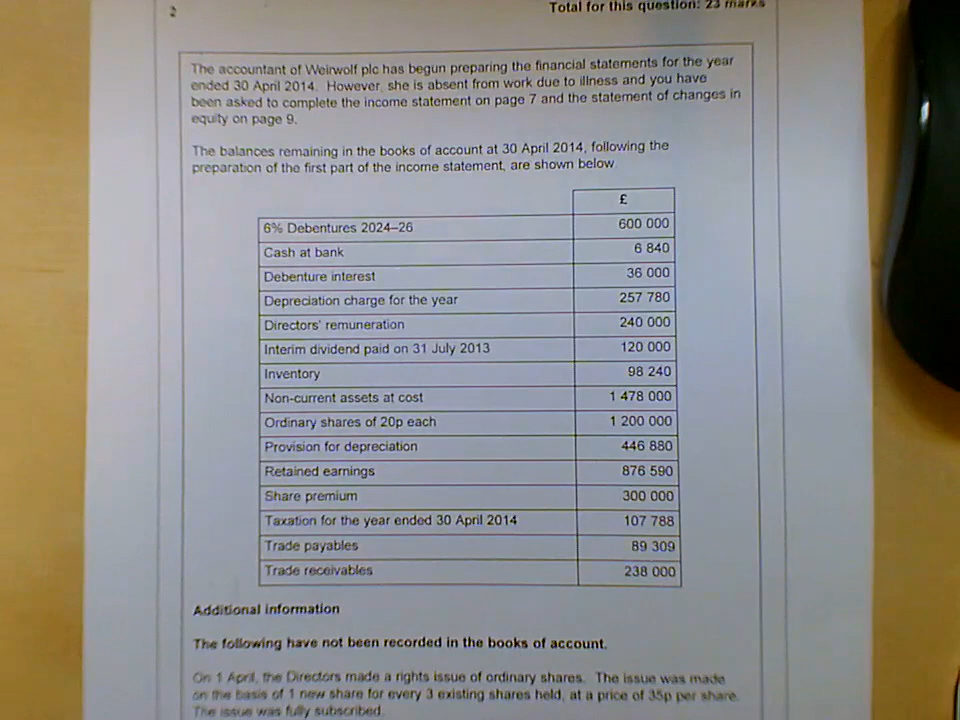 2
Total for this question: 23 marks
The accountant of Weirwolf plc has begun preparing the financial statements for the year
ended 30 April 2014. However, she is absent from work due to illness and you have
been asked to complete the income statement on page 7 and the statement of changes in
equity on page 9.
The balances remaining in the books of account at 30 April 2014, following the
preparation of the first part of the income statement, are shown below.
£
6% Debentures 2024–26 600 000
Cash at bank 6 840
Debenture interest 36 000
Depreciation charge for the year 257 780
Directors' remuneration 240 000
Interim dividend paid on 31 July 2013 120 000
Inventory 98 240
Non-current assets at cost 1 478 000
Ordinary shares of 20p each 1 200 000
Provision for depreciation 446 880
Retained earnings 876 590
Share premium 300 000
Taxation for the year ended 30 April 2014 107 788
Trade payables 89 309
Trade receivables 238 000
Additional information
The following have not been recorded in the books of account.
On 1 April, the Directors made a rights issue of ordinary shares. The issue was made
on the basis of 1 new share for every 3 existing shares held, at a price of 35p per share.
The issue was fully subscribed.